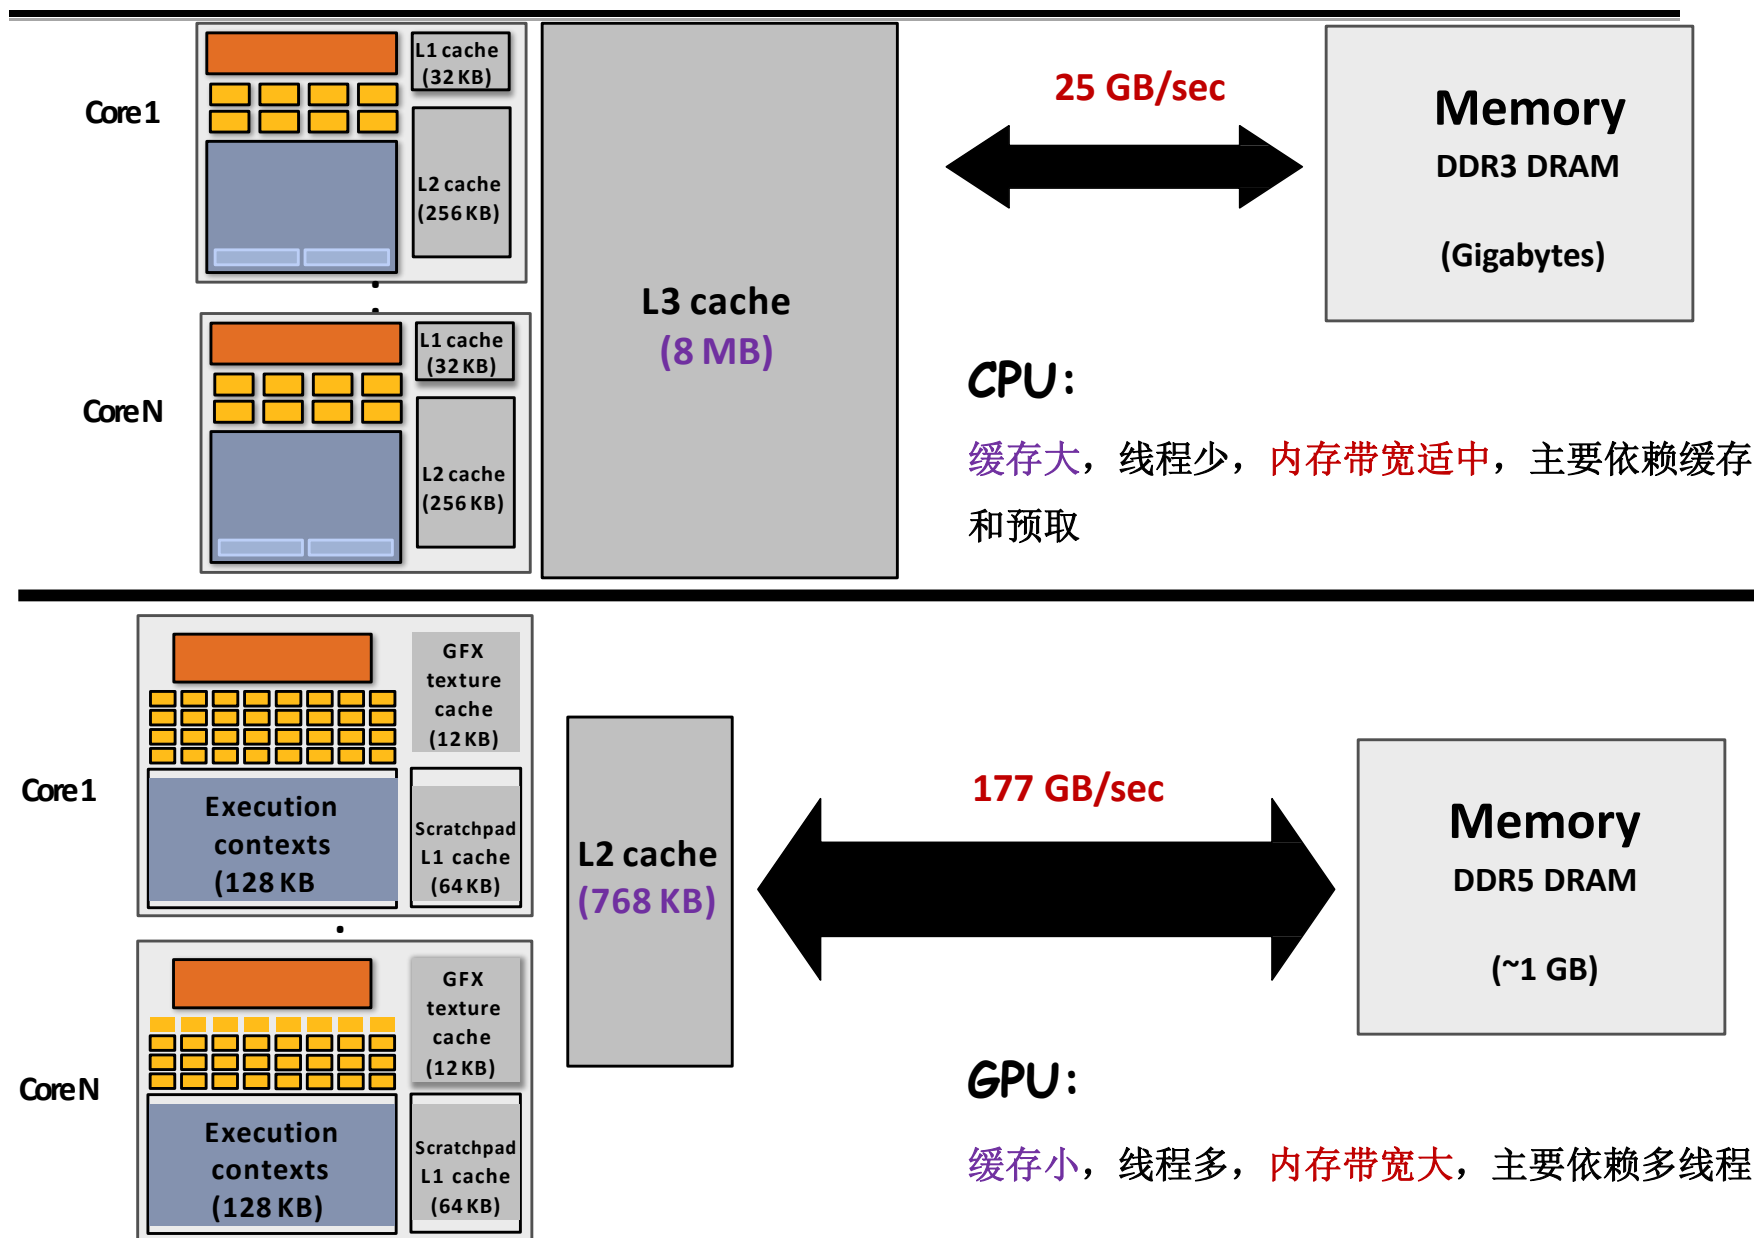 Core 1
L1 cache
(32 KB)
L2 cache
(256 KB)
L3 cache
(8 MB)
25 GB/sec
Memory
DDR3 DRAM
(Gigabytes)
Core N
L1 cache
(32 KB)
L2 cache
(256 KB)
CPU:
缓存大，线程少，内存带宽适中，主要依赖缓存
和预取
Core 1
GFX
texture
cache
(12 KB)
Execution
contexts
(128 KB
Scratchpad
L1 cache
(64 KB)
L2 cache
(768 KB)
177 GB/sec
Memory
DDR5 DRAM
(~1 GB)
Core N
GFX
texture
cache
(12 KB)
Execution
contexts
(128 KB)
Scratchpad
L1 cache
(64 KB)
GPU:
缓存小，线程多，内存带宽大，主要依赖多线程